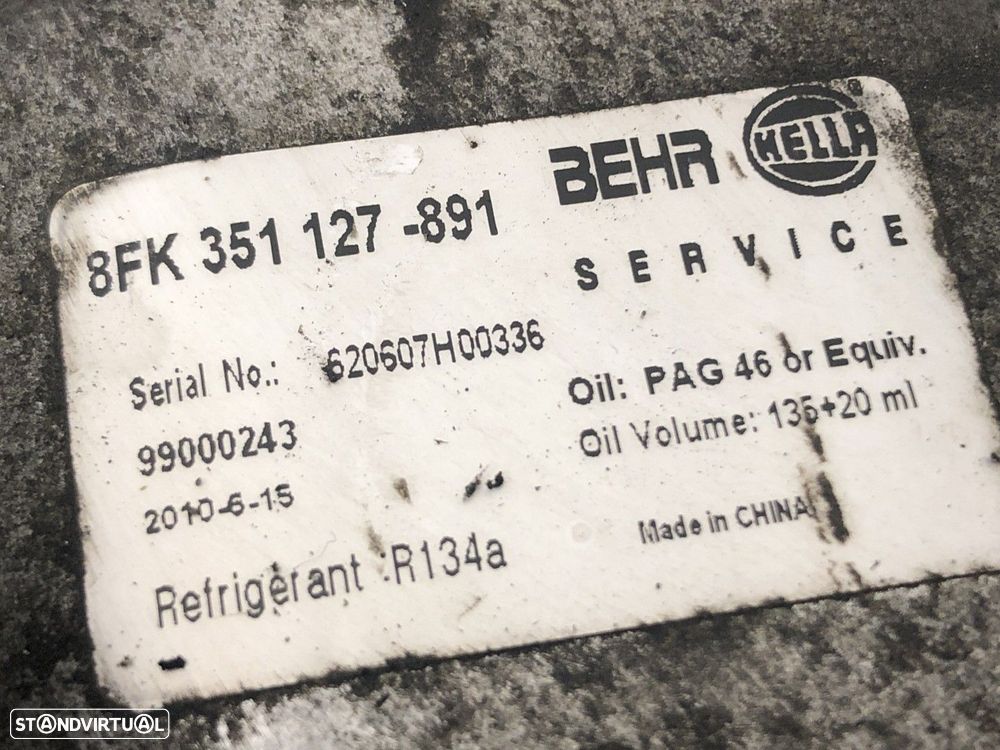 8FK 351 127 -891
BEHR HELLA®
SERVICE
Serial No.: 620607H00336
99000243
2010-6-15
Refrigerant :R134a
Oil: PAG 46 or Equiv.
Oil Volume: 135+20 ml
Made in CHINA
STANDVIRTUAL